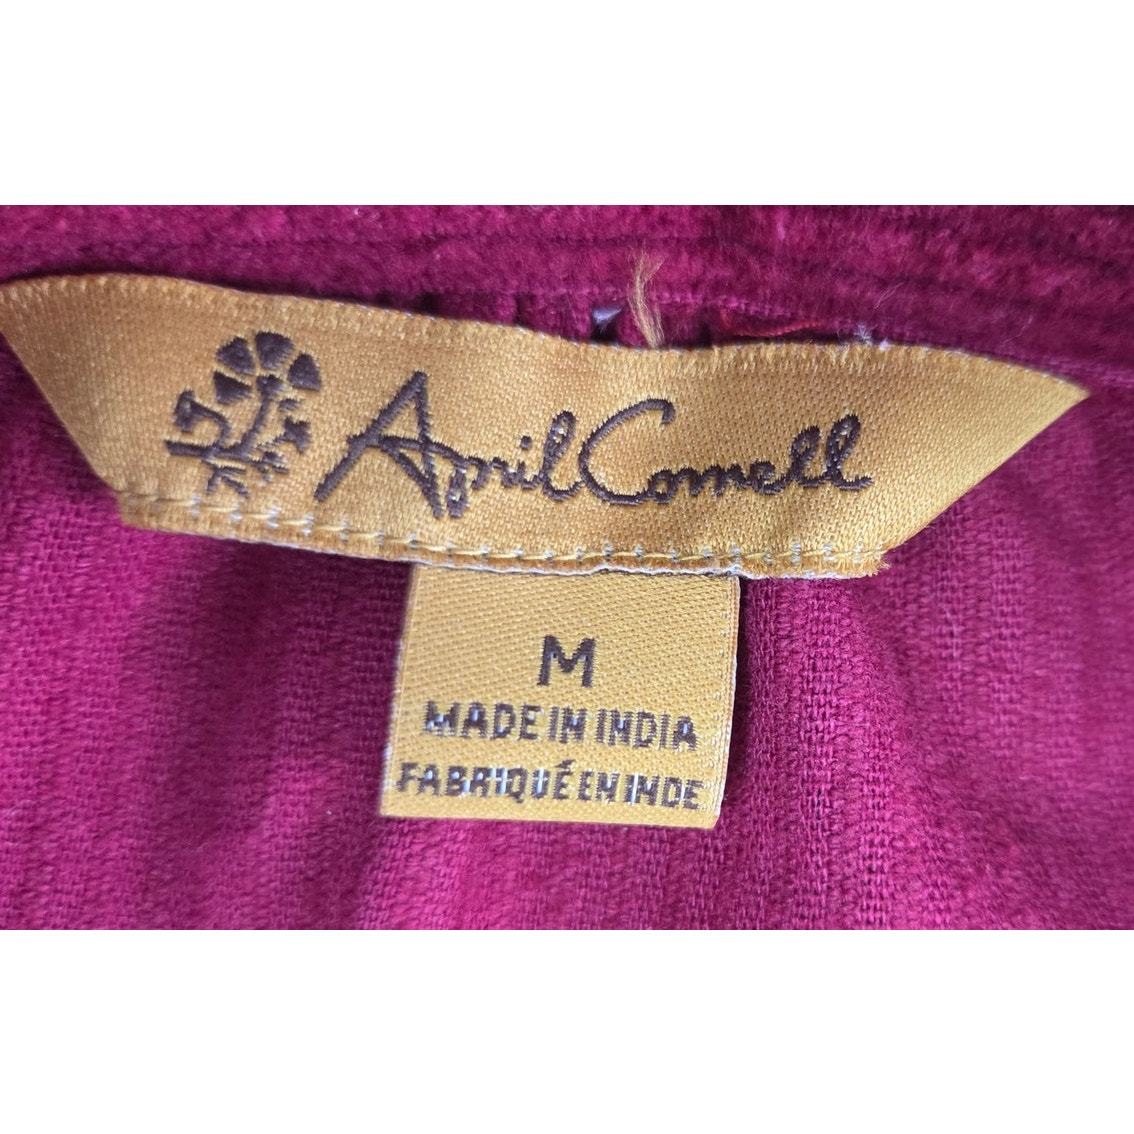 April Cornell
M
MADE IN INDIA
FABRIQUÉ EN INDE